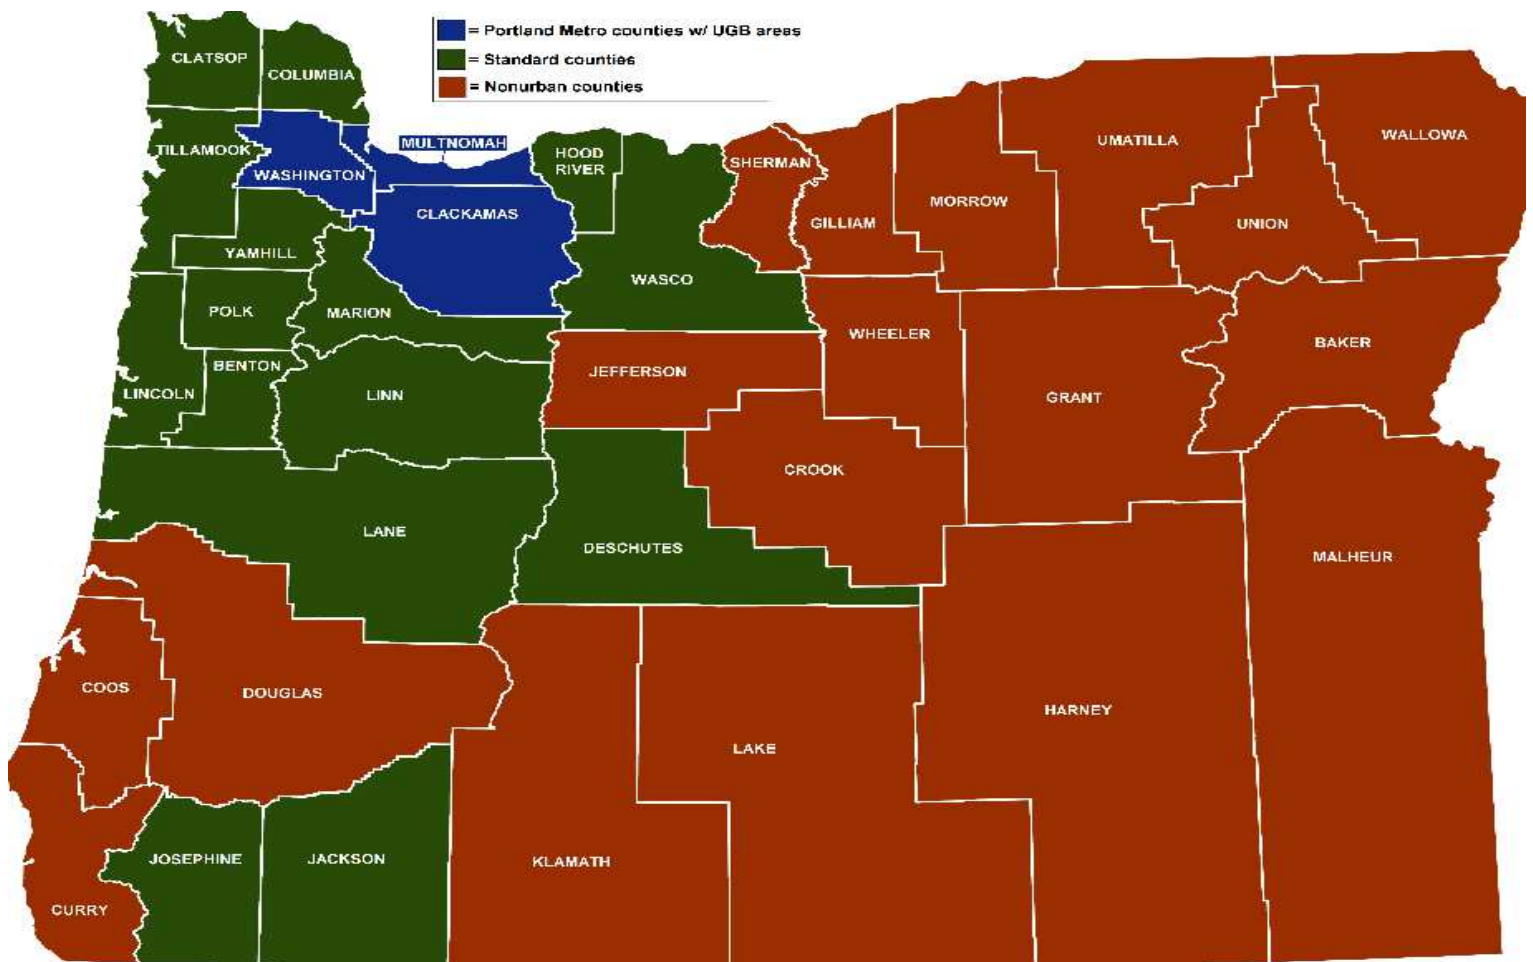 = Portland Metro counties w/ UGB areas
= Standard counties
= Nonurban counties
CLATSOP
COLUMBIA
TILLAMOOK
WASHINGTON
MULTNOMAH
HOOD
RIVER
SHERMAN
UMATILLA
WALLOWA
CLACKAMAS
GILLIAM
MORROW
UNION
YAMHILL
WASCO
POLK
MARION
WHEELER
BAKER
BENTON
JEFFERSON
LINCOLN
LINN
GRANT
CROOK
LANE
DESCHUTES
MALHEUR
COOS
DOUGLAS
HARNEY
LAKE
JOSEPHINE
JACKSON
KLAMATH
CURRY